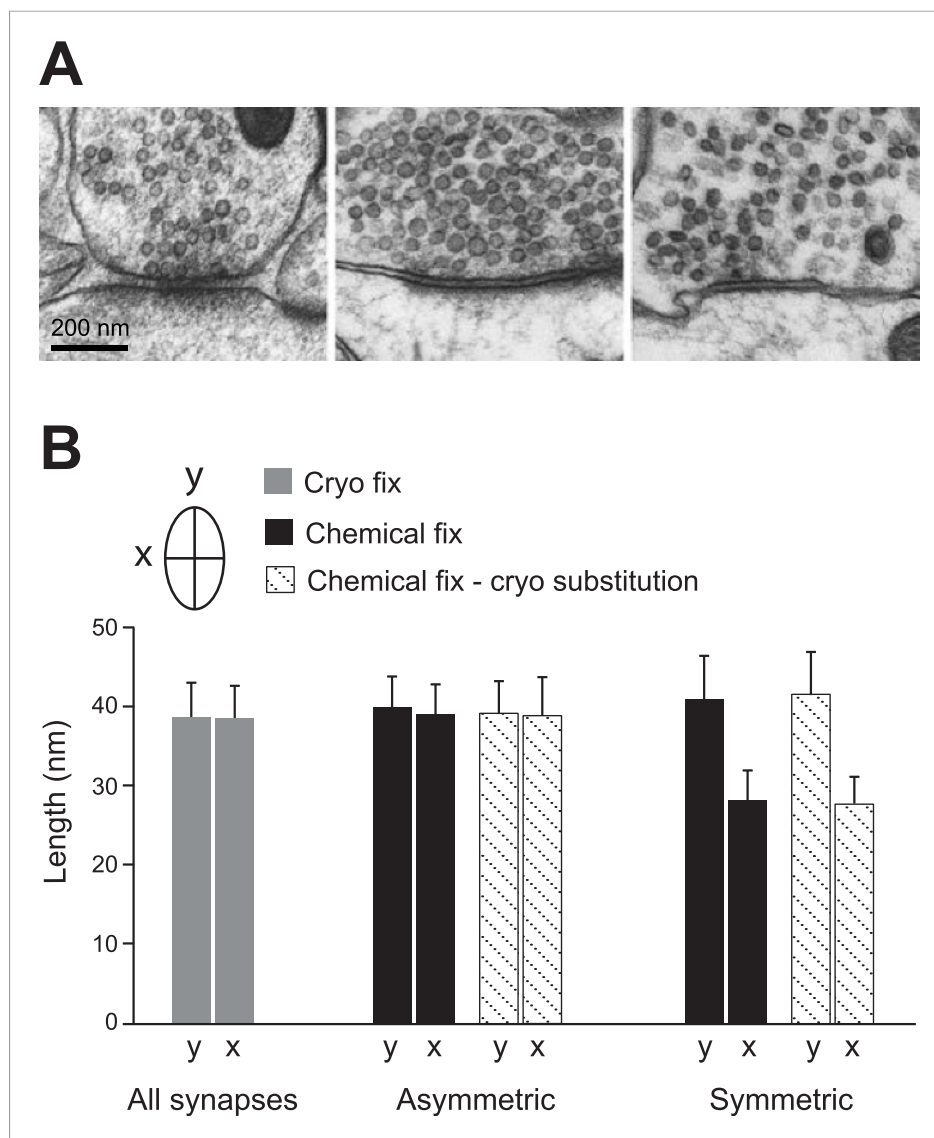 A
200 nm
B
y
x
Cryo fix
Chemical fix
Chemical fix - cryo substitution
50
40
30
20
10
0
Length (nm)
y x y x y x y x y x
All synapses Asymmetric Symmetric